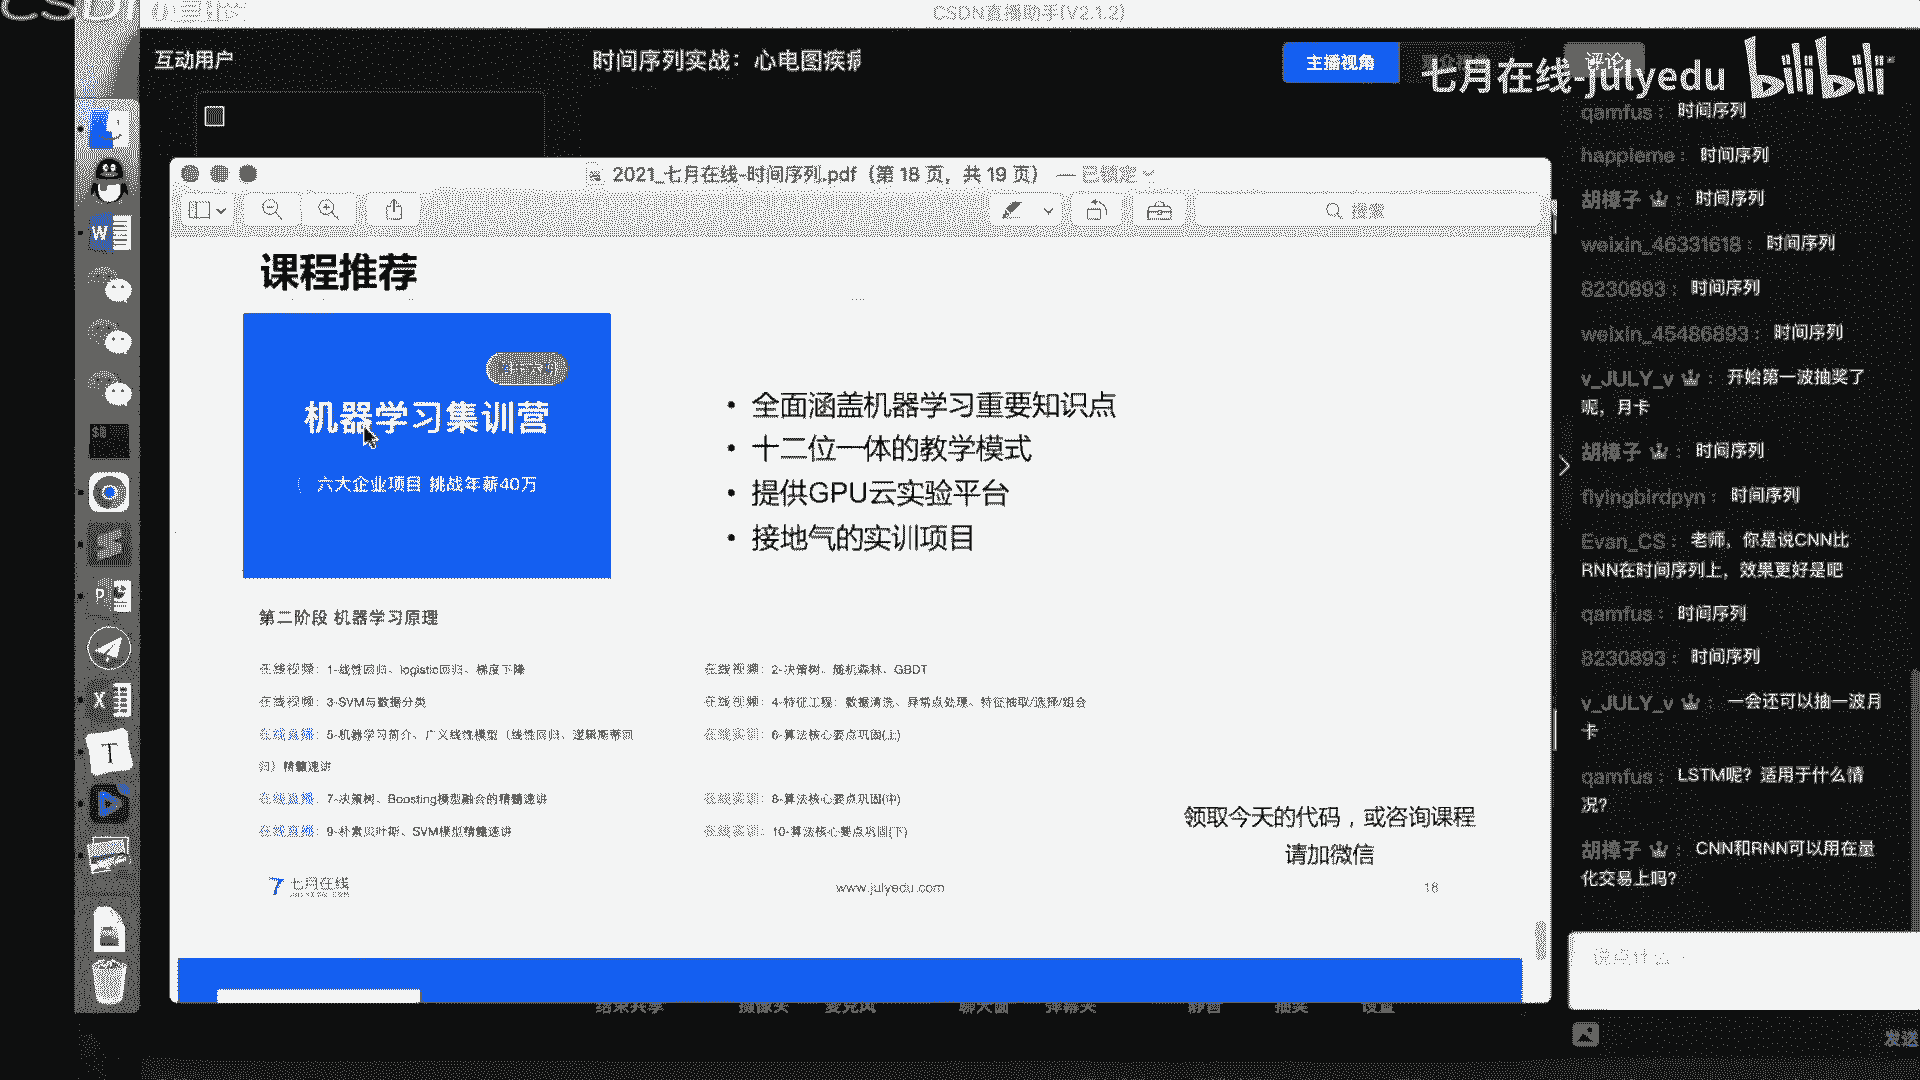 CSDN直播助手(V2.1.2)
互动用户
时间序列实战：心电图疾病
主播视角
评论
七月在线-julyedu
bilibili
qamfus： 时间序列
happieme： 时间序列
胡樟子： 时间序列
weixin_46331618： 时间序列
8230893： 时间序列
weixin_45486893： 时间序列
v_JULY_v： 开始第一波抽奖了
呢，月卡
胡樟子： 时间序列
flyingbirdpyn： 时间序列
Evan_CS： 老师，你是说CNN比
RNN在时间序列上，效果更好是吧
qamfus： 时间序列
8230893： 时间序列
v_JULY_v： 一会还可以抽一波月
卡
qamfus： LSTM呢？适用于什么情
况？
胡樟子： CNN和RNN可以用在量
化交易上吗？
说点什么
发送
2021_七月在线-时间序列.pdf（第 18 页，共 19 页） — 已锁定
搜索
课程推荐
机器学习集训营
六大企业项目 挑战年薪40万
• 全面涵盖机器学习重要知识点
• 十二位一体的教学模式
• 提供GPU云实验平台
• 接地气的实训项目
第二阶段 机器学习原理
在线视频： 1-线性回归、logistic回归、梯度下降
在线视频： 2-决策树、随机森林、GBDT
在线视频： 3-SVM与数据分类
在线视频： 4-特征工程：数据清洗、异常点处理、特征抽取/选择/组合
在线直播： 5-机器学习简介、广义线性模型（线性回归、逻辑斯蒂回
归）精髓速讲
在线实训： 6-算法核心要点巩固(上)
在线直播： 7-决策树、Boosting模型融合的精髓速讲
在线实训： 8-算法核心要点巩固(中)
在线直播： 9-朴素贝叶斯、SVM模型精髓速讲
在线实训： 10-算法核心要点巩固(下)
领取今天的代码，或咨询课程
请加微信
七月在线
www.julyedu.com
18
结束共享
摄像头
麦克风
聊天面
弹幕关
静音
抽奖
设置